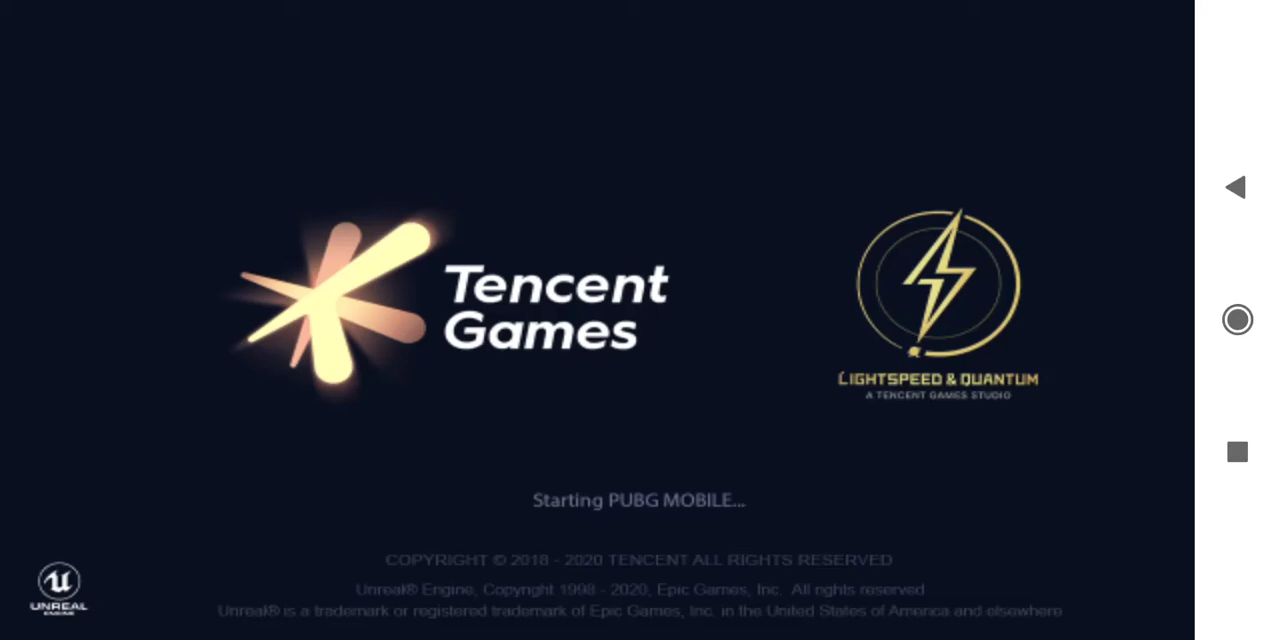 Tencent
Games
LIGHTSPEED & QUANTUM
A TENCENT GAMES STUDIO
Starting PUBG MOBILE...
COPYRIGHT © 2018 - 2020 TENCENT ALL RIGHTS RESERVED
Unreal® Engine, Copyright 1998 - 2020, Epic Games, Inc. All rights reserved
Unreal® is a trademark or registered trademark of Epic Games, Inc. in the United States of America and elsewhere
UNREAL
ENGINE